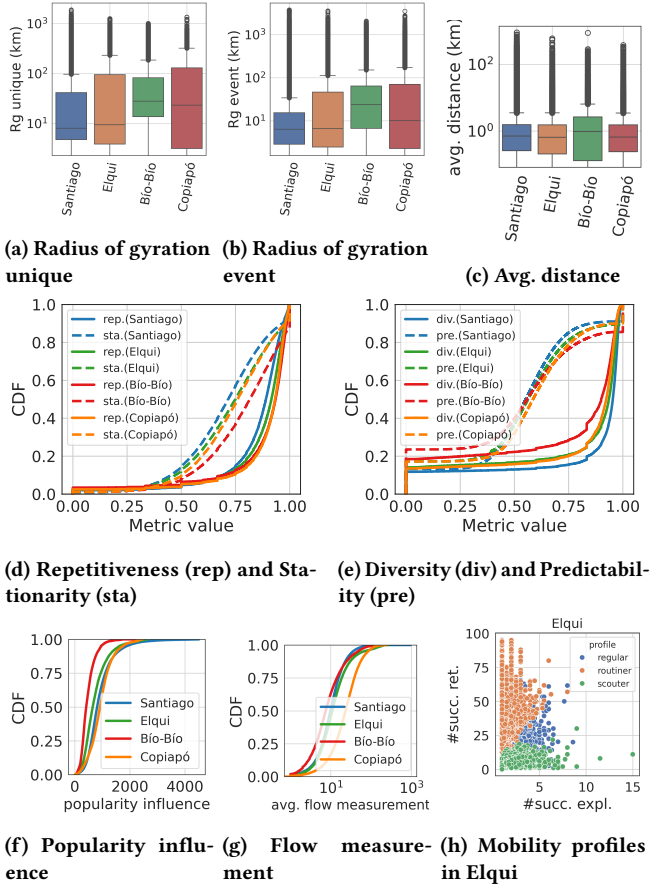 Rg unique (km)
10³
10²
10¹
Santiago
Elqui
Bío-Bío
Copiapó
Rg event (km)
10³
10²
10¹
Santiago
Elqui
Bío-Bío
Copiapó
avg. distance (km)
10²
10⁰
Santiago
Elqui
Bío-Bío
Copiapó
(a) Radius of gyration
unique
(b) Radius of gyration
event
(c) Avg. distance
CDF
1.0
0.8
0.6
0.4
0.2
0.0
rep.(Santiago)
sta.(Santiago)
rep.(Elqui)
sta.(Elqui)
rep.(Bío-Bío)
sta.(Bío-Bío)
rep.(Copiapó)
sta.(Copiapó)
0.00 0.25 0.50 0.75 1.00
Metric value
CDF
1.0
0.8
0.6
0.4
0.2
0.0
div.(Santiago)
pre.(Santiago)
div.(Elqui)
pre.(Elqui)
div.(Bío-Bío)
pre.(Bío-Bío)
div.(Copiapó)
pre.(Copiapó)
0.00 0.25 0.50 0.75 1.00
Metric value
(d) Repetitiveness (rep) and Sta-
tionarity (sta)
(e) Diversity (div) and Predictabil-
ity (pre)
CDF
1.00
0.75
0.50
0.25
0.00
Santiago
Elqui
Bío-Bío
Copiapó
0 2000 4000
popularity influence
CDF
1.00
0.75
0.50
0.25
0.00
Santiago
Elqui
Bío-Bío
Copiapó
10¹ 10³
avg. flow measurement
Elqui
#succ. ret.
100
75
50
25
0
profile
regular
routiner
scouter
5 10 15
#succ. expl.
(f) Popularity influ-
ence
(g) Flow measure-
ment
(h) Mobility profiles
in Elqui